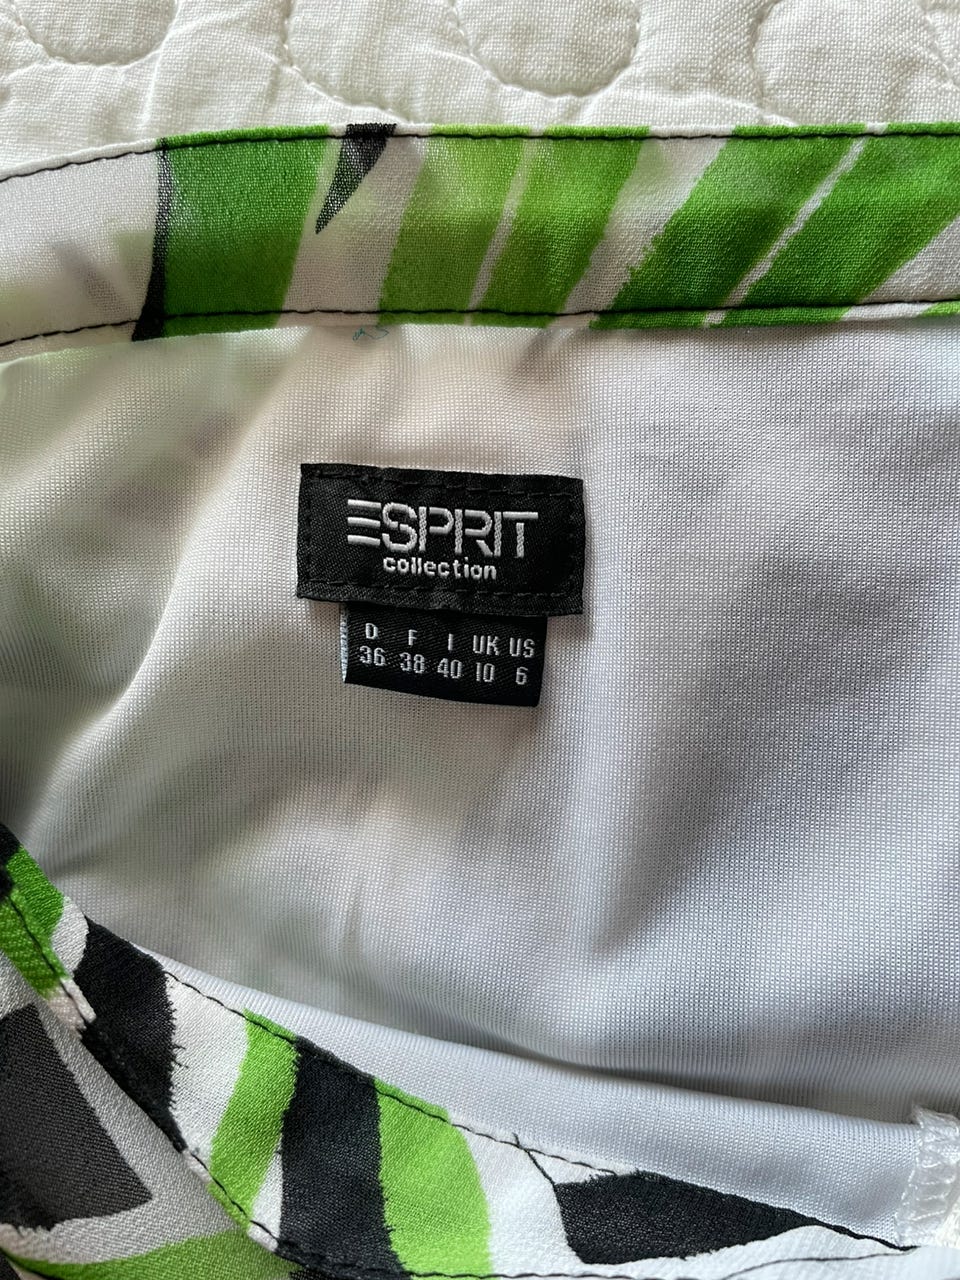 ESPRIT
collection
D F I UK US
36 38 40 10 6